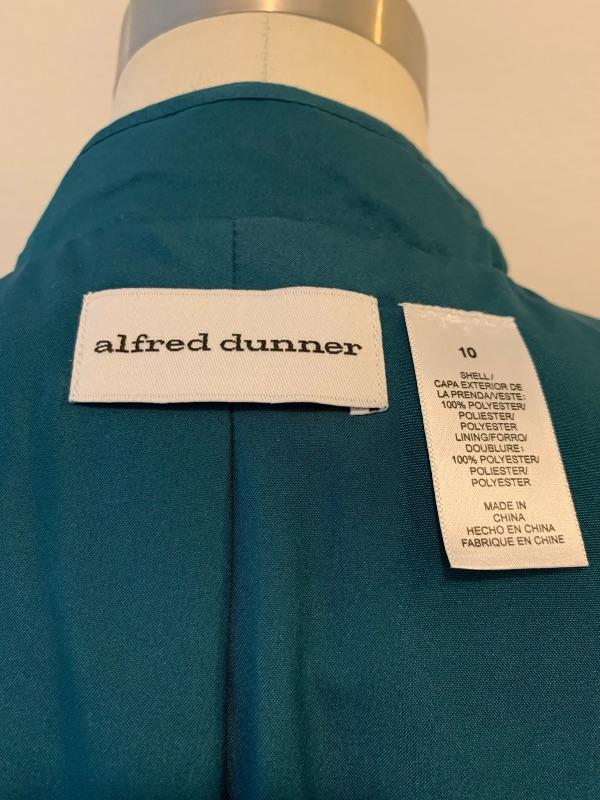 alfred dunner
10
SHELL/
CAPA EXTERIOR DE
LA PRENDA/VESTE:
100% POLYESTER/
POLIESTER/
POLYESTER
LINING/FORRO/
DOUBLURE:
100% POLYESTER/
POLIESTER/
POLYESTER
MADE IN
CHINA
HECHO EN CHINA
FABRIQUE EN CHINE